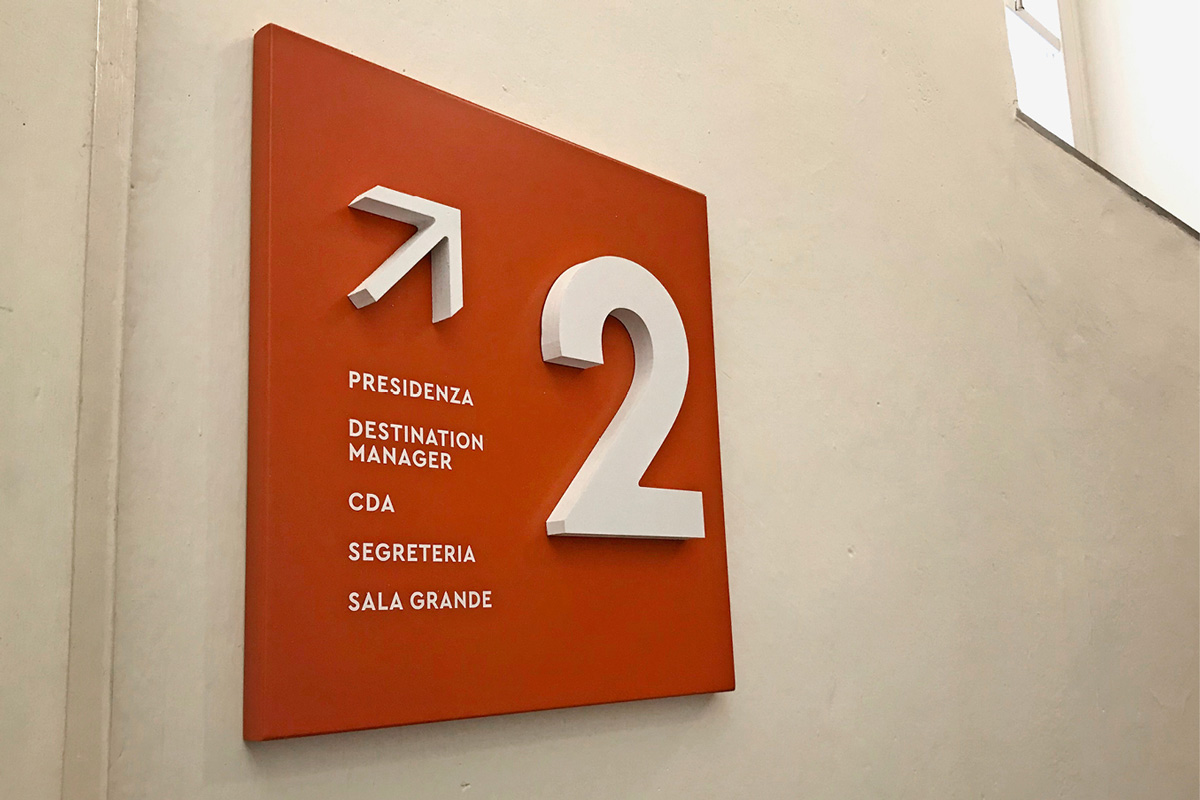 2
PRESIDENZA
DESTINATION
MANAGER
CDA
SEGRETERIA
SALA GRANDE